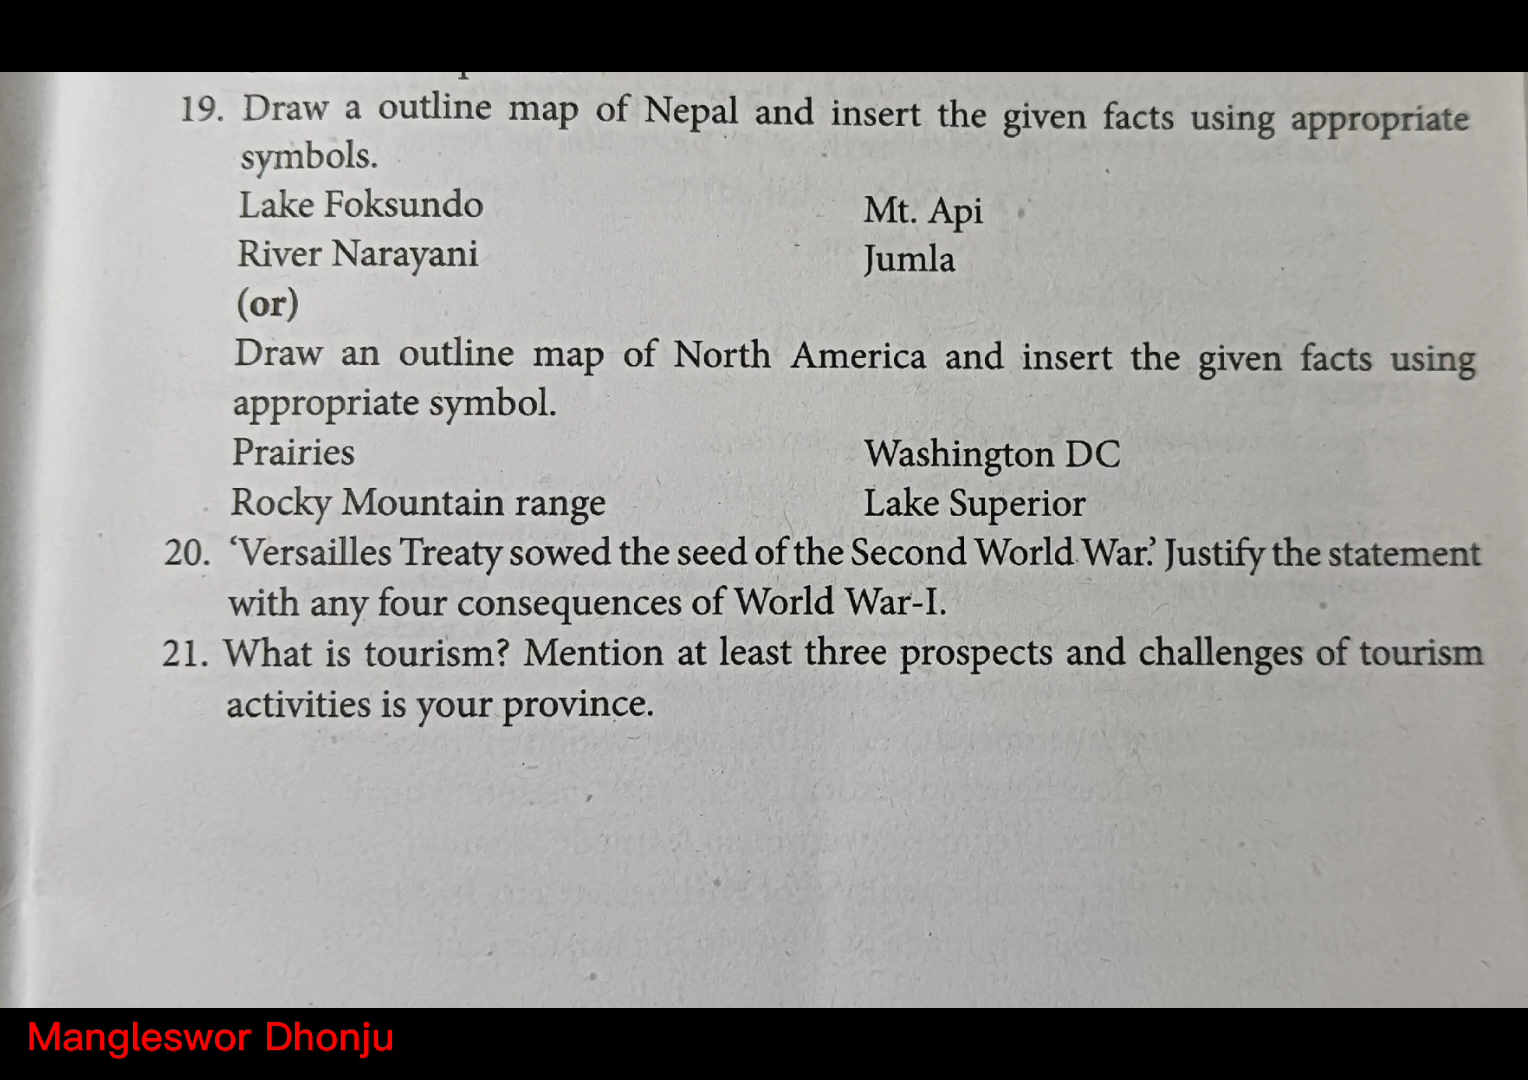 19. Draw a outline map of Nepal and insert the given facts using appropriate
symbols.
Lake Foksundo Mt. Api
River Narayani Jumla
(or)
Draw an outline map of North America and insert the given facts using
appropriate symbol.
Prairies Washington DC
Rocky Mountain range Lake Superior
20. ‘Versailles Treaty sowed the seed of the Second World War.’ Justify the statement
with any four consequences of World War-I.
21. What is tourism? Mention at least three prospects and challenges of tourism
activities is your province.
Mangleswor Dhonju